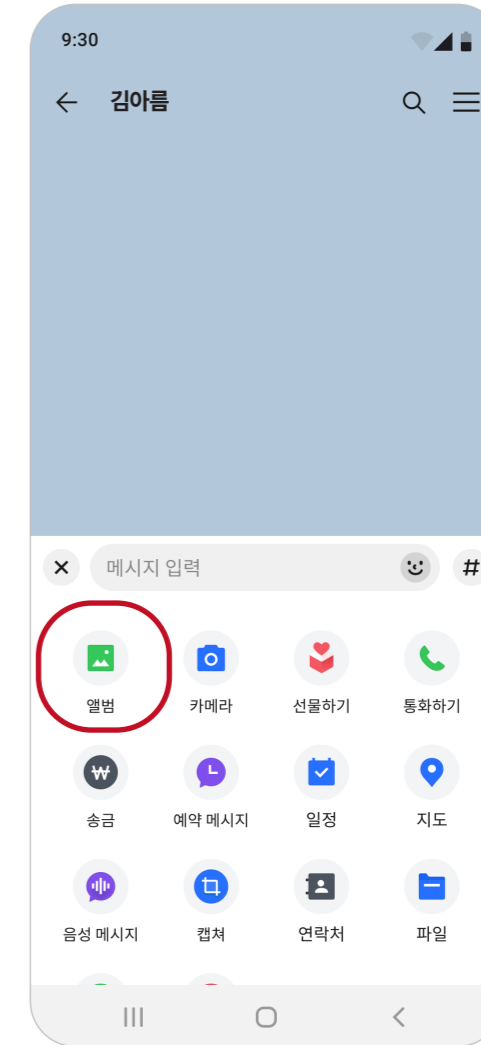 9:30
김아름
메시지 입력
#
앨범 카메라 선물하기 통화하기
송금 예약 메시지 일정 지도
음성 메시지 캡쳐 연락처 파일